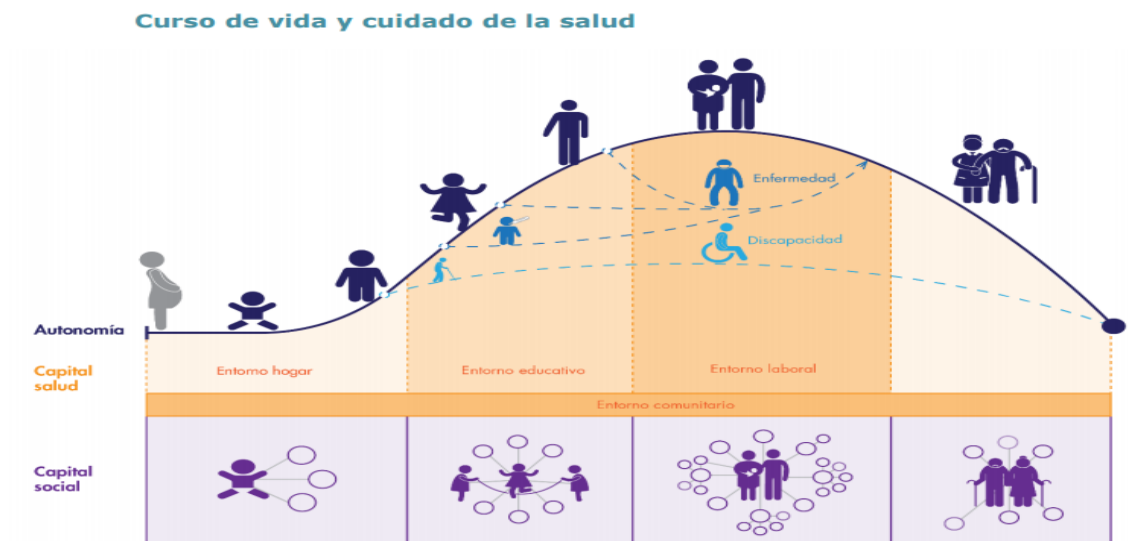 Curso de vida y cuidado de la salud
Enfermedad
Discapacidad
Autonomía
Capital
salud
Entorno hogar
Entorno educativo
Entorno laboral
Entorno comunitario
Capital
social